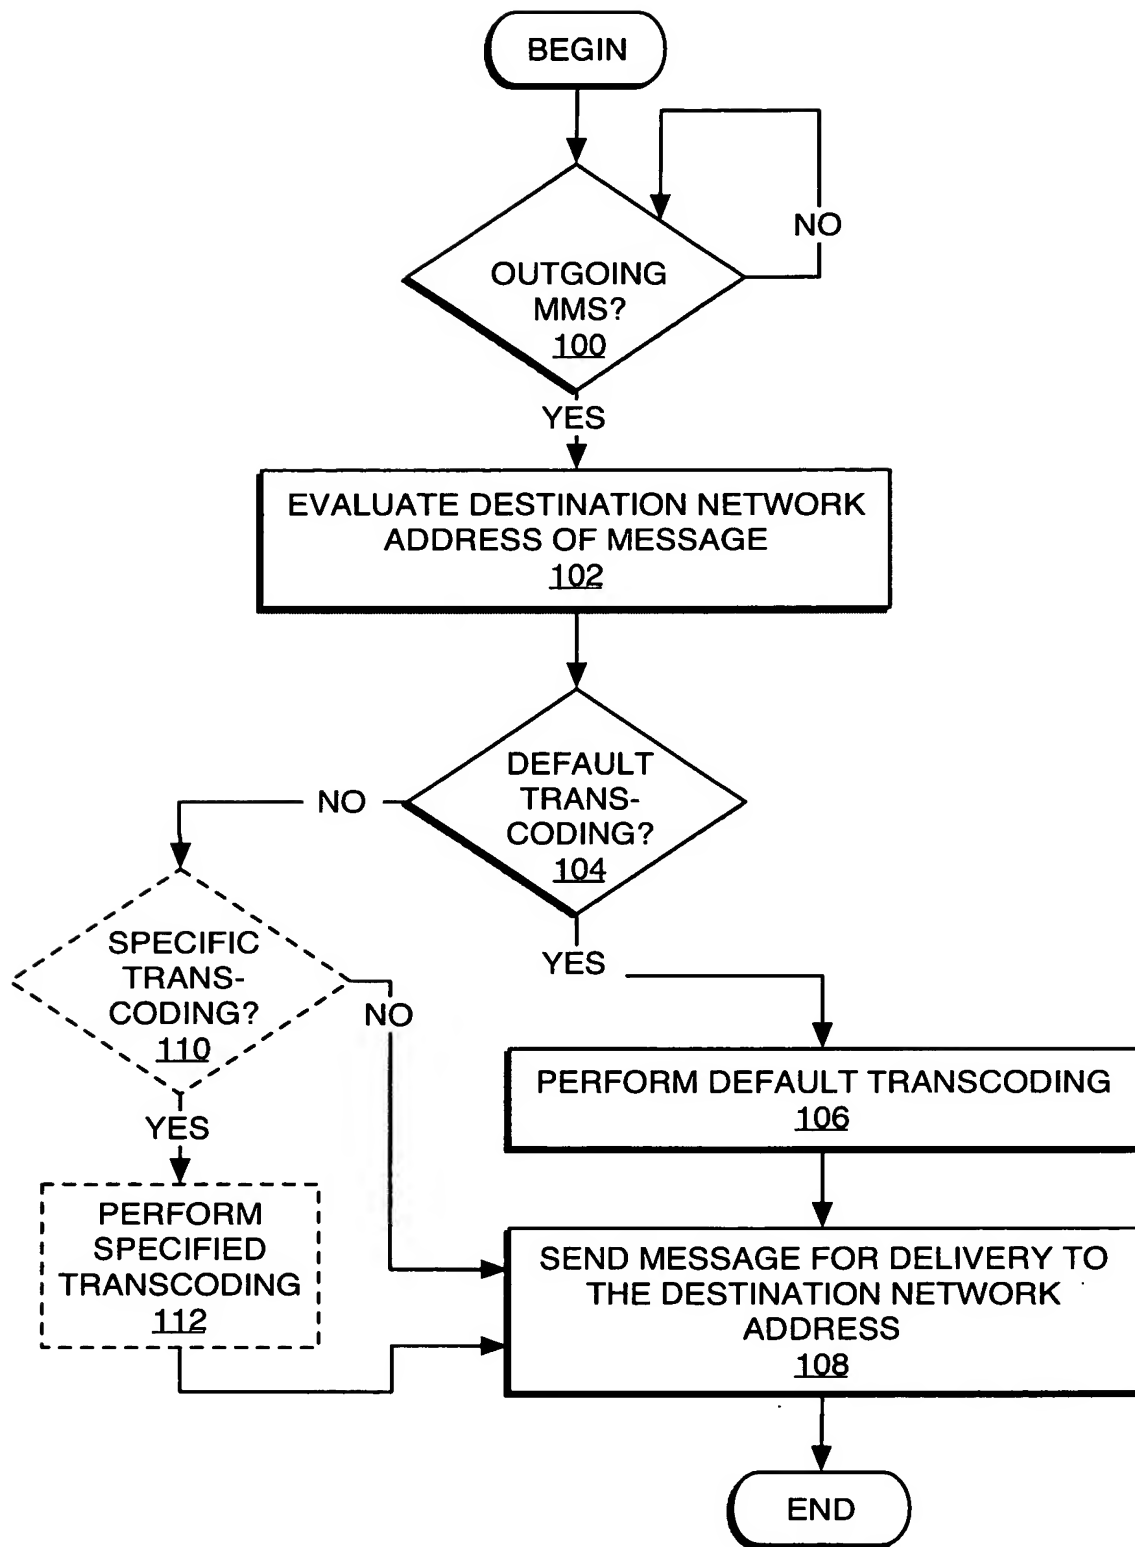 BEGIN
NO
OUTGOING
MMS?
100
YES
EVALUATE DESTINATION NETWORK
ADDRESS OF MESSAGE
102
DEFAULT
TRANS-
CODING?
104
NO
YES
SPECIFIC
TRANS-
CODING?
110
NO
YES
PERFORM DEFAULT TRANSCODING
106
PERFORM
SPECIFIED
TRANSCODING
112
SEND MESSAGE FOR DELIVERY TO
THE DESTINATION NETWORK
ADDRESS
108
END